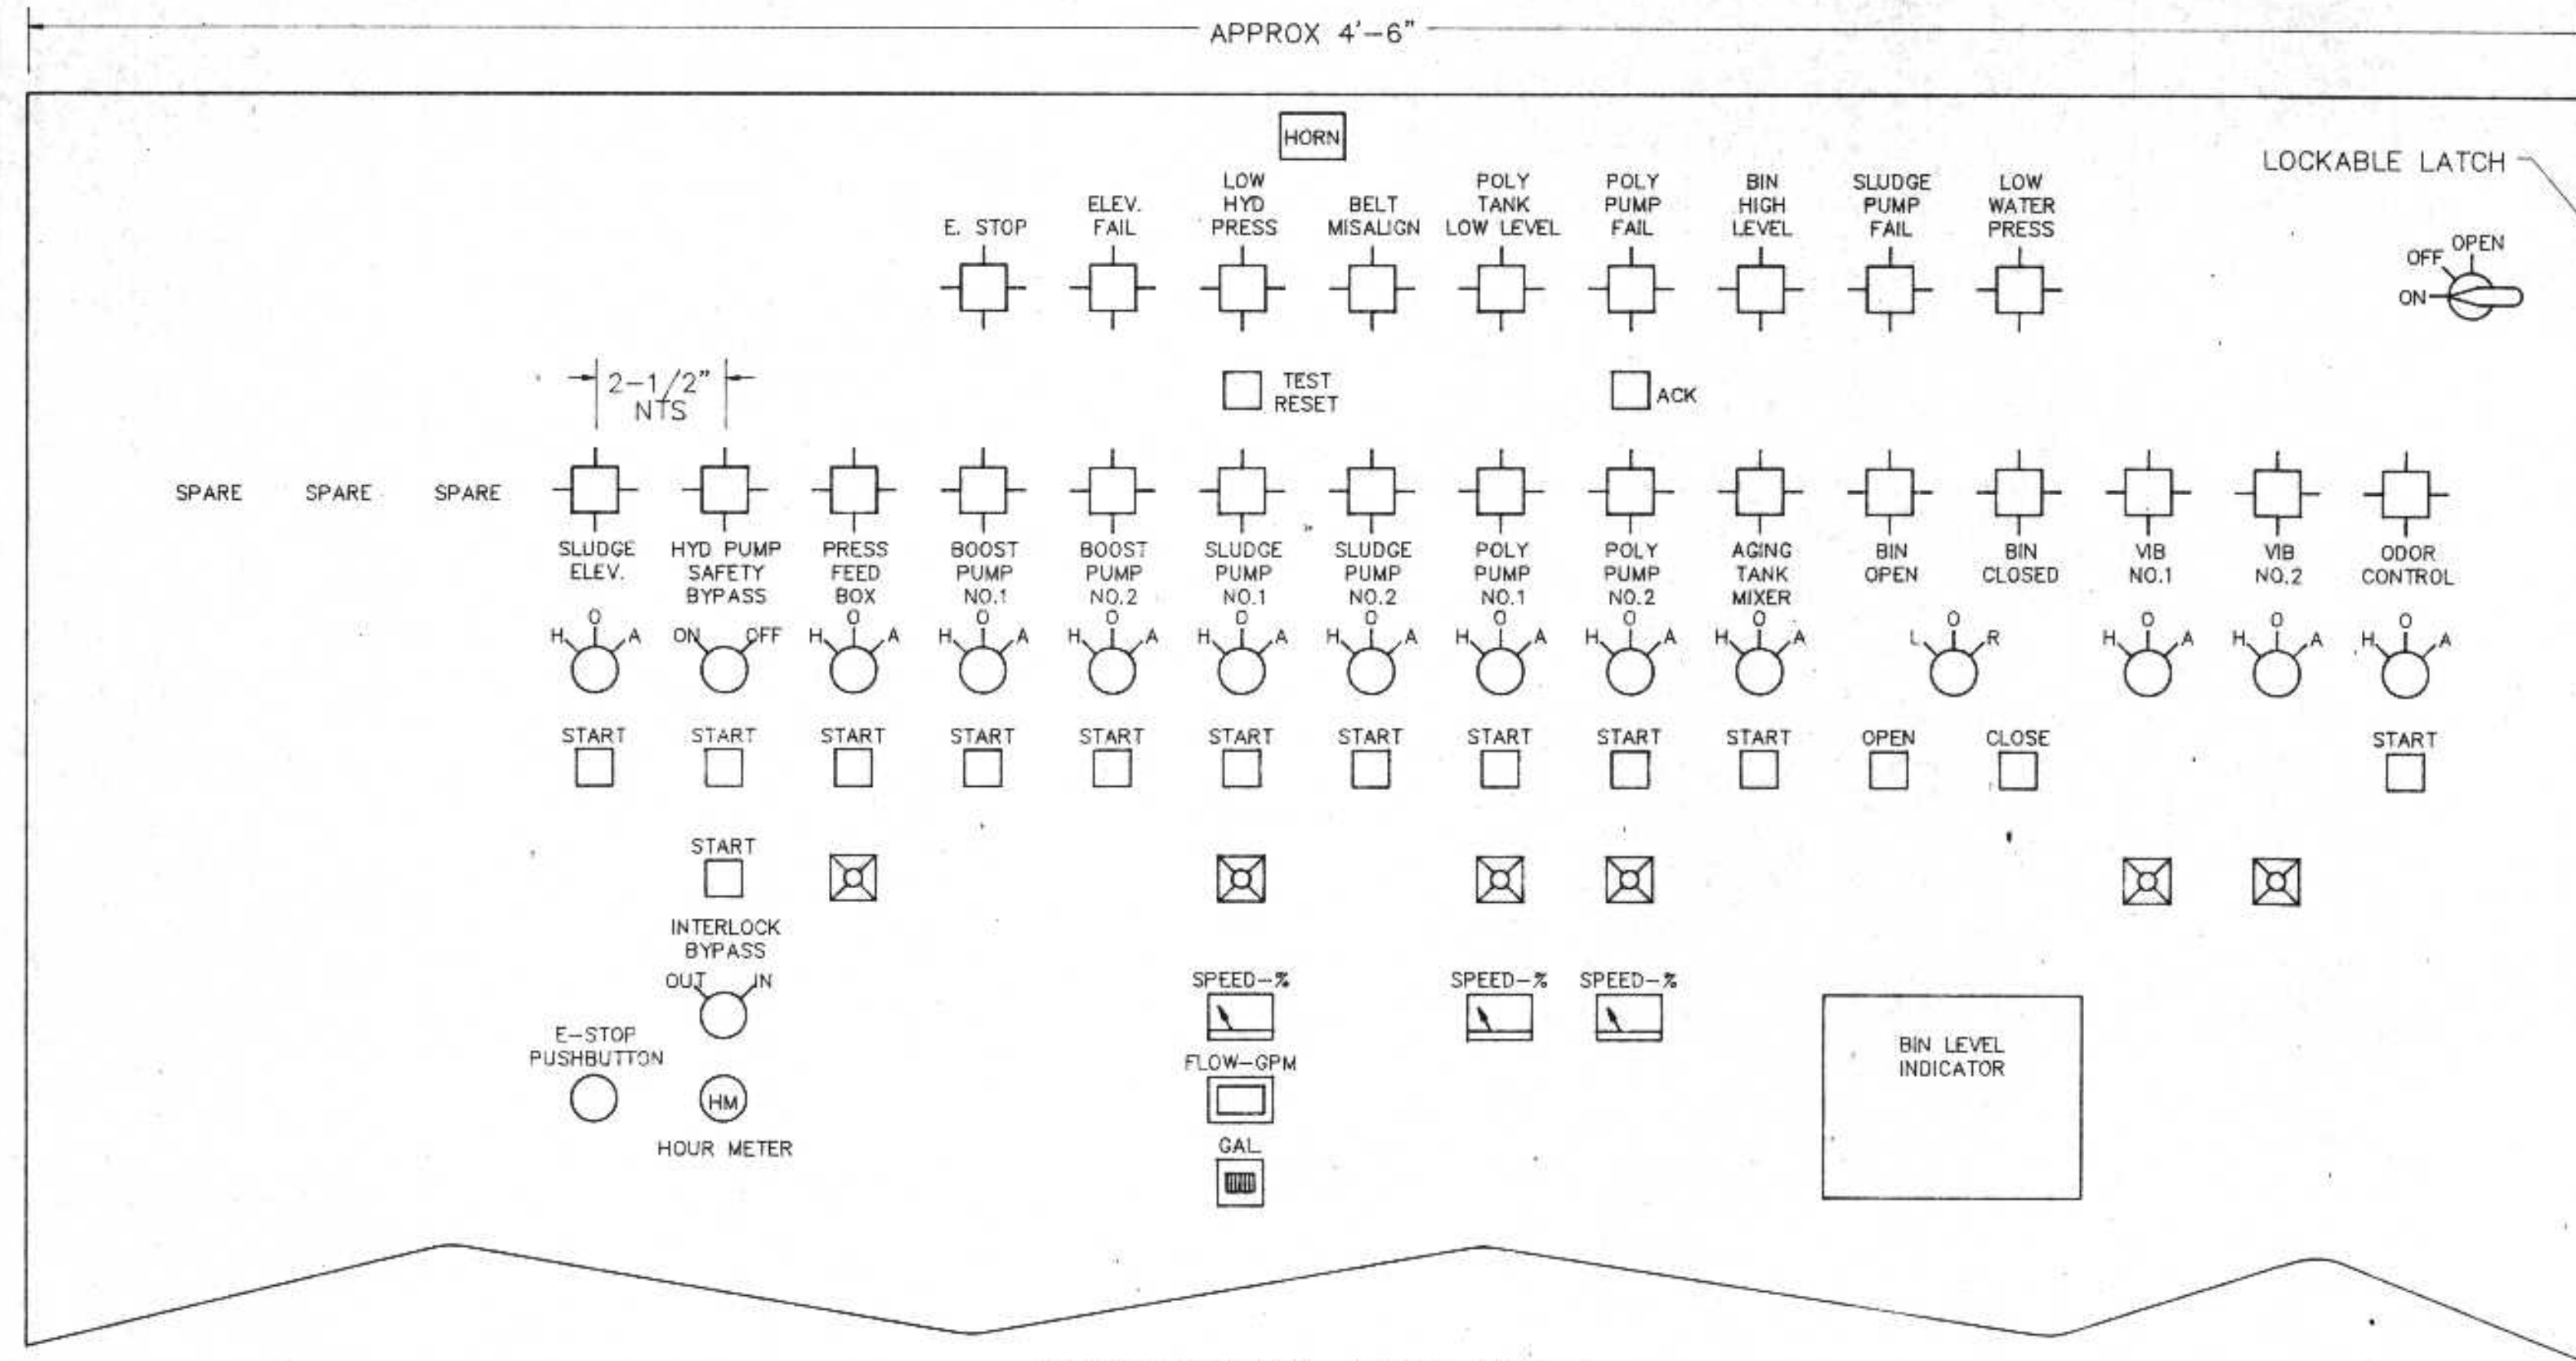 APPROX 4'-6"
HORN
LOCKABLE LATCH
E. STOP
ELEV.
FAIL
LOW
HYD
PRESS
BELT
MISALIGN
POLY
TANK
LOW LEVEL
POLY
PUMP
FAIL
BIN
HIGH
LEVEL
SLUDGE
PUMP
FAIL
LOW
WATER
PRESS
OFF OPEN
ON
2-1/2"
NTS
TEST
RESET
ACK
SPARE SPARE SPARE
SLUDGE
ELEV.
HYD PUMP
SAFETY
BYPASS
PRESS
FEED
BOX
BOOST
PUMP
NO.1
BOOST
PUMP
NO.2
SLUDGE
PUMP
NO.1
SLUDGE
PUMP
NO.2
POLY
PUMP
NO.1
POLY
PUMP
NO.2
AGING
TANK
MIXER
BIN
OPEN
BIN
CLOSED
VIB
NO.1
VIB
NO.2
ODOR
CONTROL
H O A ON OFF H O A H O A H O A H O A H O A H O A H O A H O A L O R H O A H O A H O A
START START START START START START START START START START OPEN CLOSE START
START
INTERLOCK
BYPASS
OUT IN
SPEED-% SPEED-% SPEED-%
E-STOP
PUSHBUTTON
HM
HOUR METER
FLOW-GPM
GAL
BIN LEVEL
INDICATOR